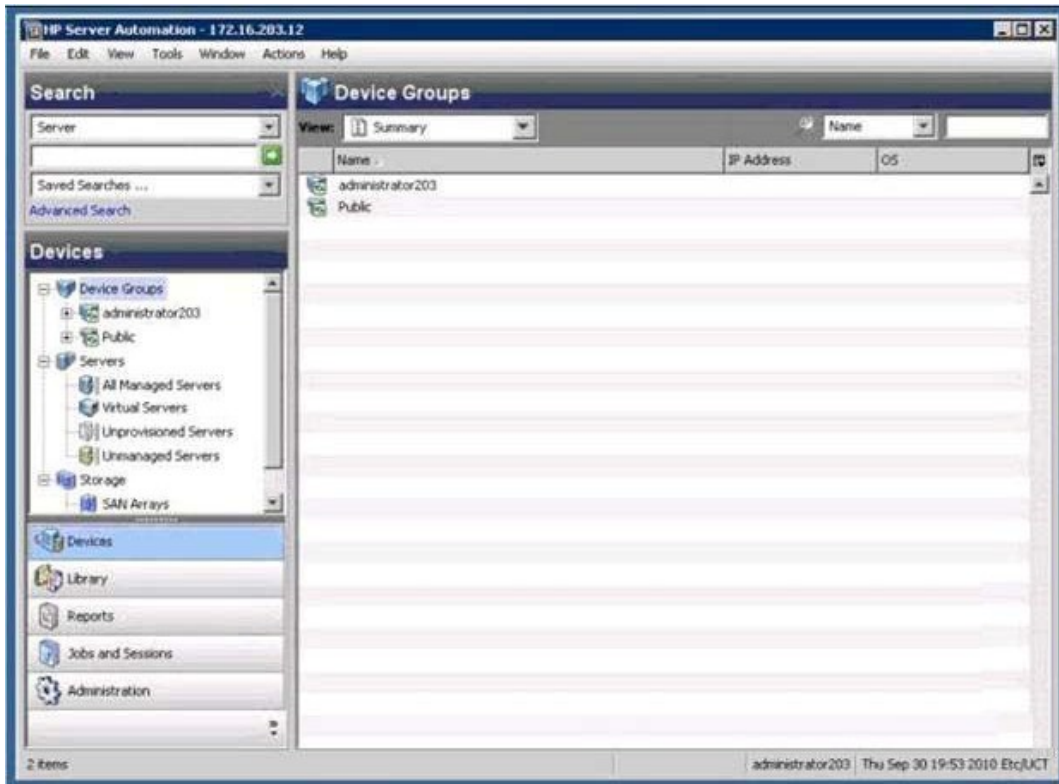 HP Server Automation - 172.16.203.12
File Edit View Tools Window Actions Help
Search
Server
Saved Searches ...
Advanced Search
Devices
Device Groups
administrator203
Public
Servers
All Managed Servers
Virtual Servers
Unprovisioned Servers
Unmanaged Servers
Storage
SAN Arrays
Devices
Library
Reports
Jobs and Sessions
Administration
Device Groups
View: Summary Name
Name IP Address OS
administrator203
Public
2 items administrator203 Thu Sep 30 19:53 2010 Etc/UCT